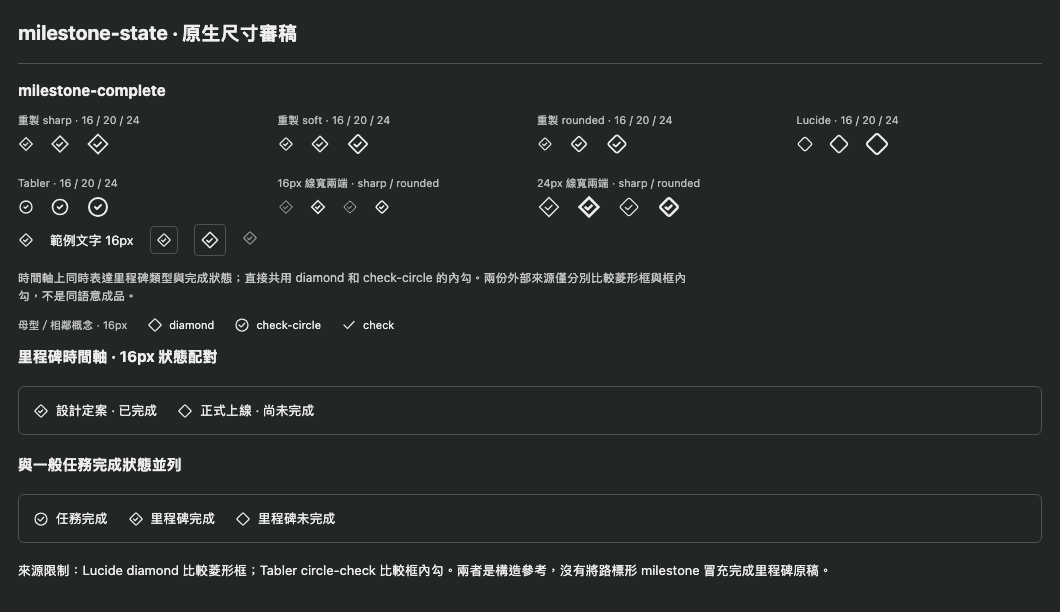 milestone-state · 原生尺寸審稿
milestone-complete
重製 sharp · 16 / 20 / 24
重製 soft · 16 / 20 / 24
重製 rounded · 16 / 20 / 24
Lucide · 16 / 20 / 24
Tabler · 16 / 20 / 24
16px 線寬兩端 · sharp / rounded
24px 線寬兩端 · sharp / rounded
範例文字 16px
時間軸上同時表達里程碑類型與完成狀態；直接共用 diamond 和 check-circle 的內勾。兩份外部來源僅分別比較菱形框與框內
勾，不是同語意成品。
母型 / 相鄰概念 · 16px
diamond
check-circle
check
里程碑時間軸 · 16px 狀態配對
設計定案 · 已完成
正式上線 · 尚未完成
與一般任務完成狀態並列
任務完成
里程碑完成
里程碑未完成
來源限制：Lucide diamond 比較菱形框；Tabler circle-check 比較框內勾。兩者是構造參考，沒有將路標形 milestone 冒充完成里程碑原稿。